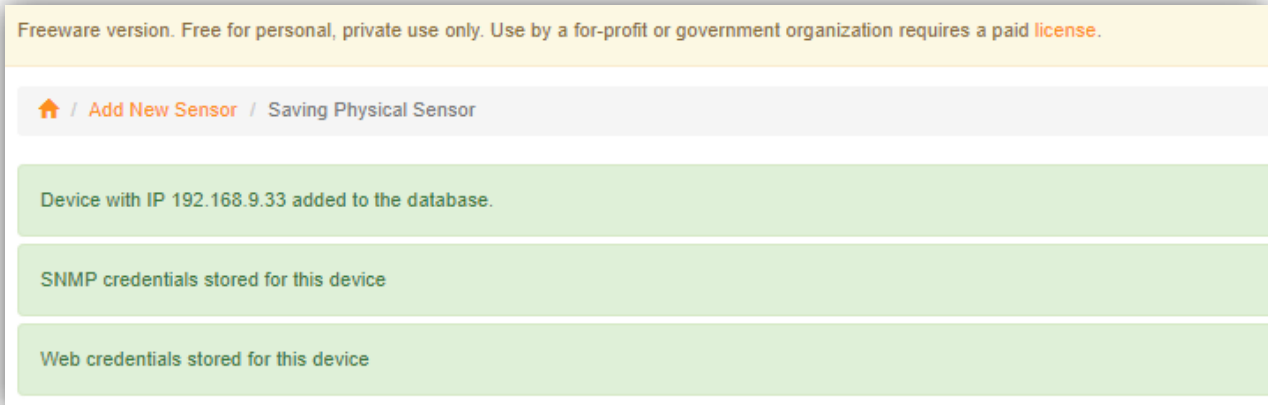 Freeware version. Free for personal, private use only. Use by a for-profit or government organization requires a paid license.
/ Add New Sensor / Saving Physical Sensor
Device with IP 192.168.9.33 added to the database.
SNMP credentials stored for this device
Web credentials stored for this device